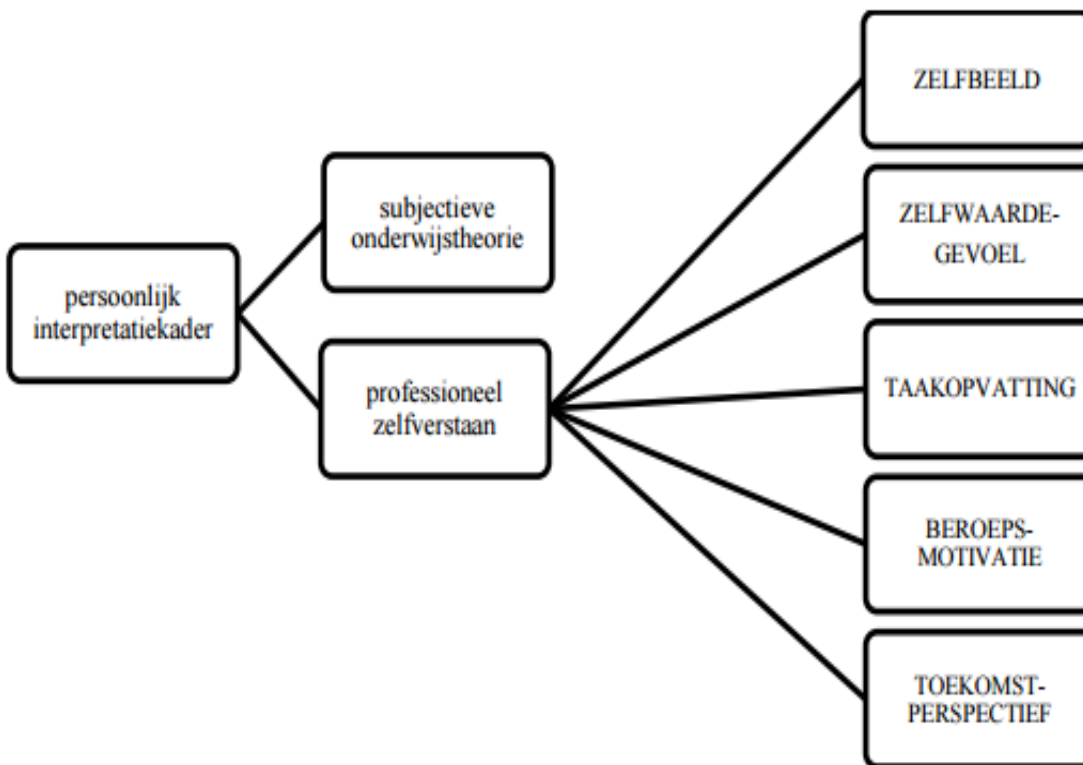 persoonlijk
interpretatiekader
subjectieve
onderwijstheorie
professioneel
zelfverstaan
ZELFBEELD
ZELFWAARDE-
GEVOEL
TAAKOPVATTING
BEROEPS-
MOTIVATIE
TOEKOMST-
PERSPECTIEF